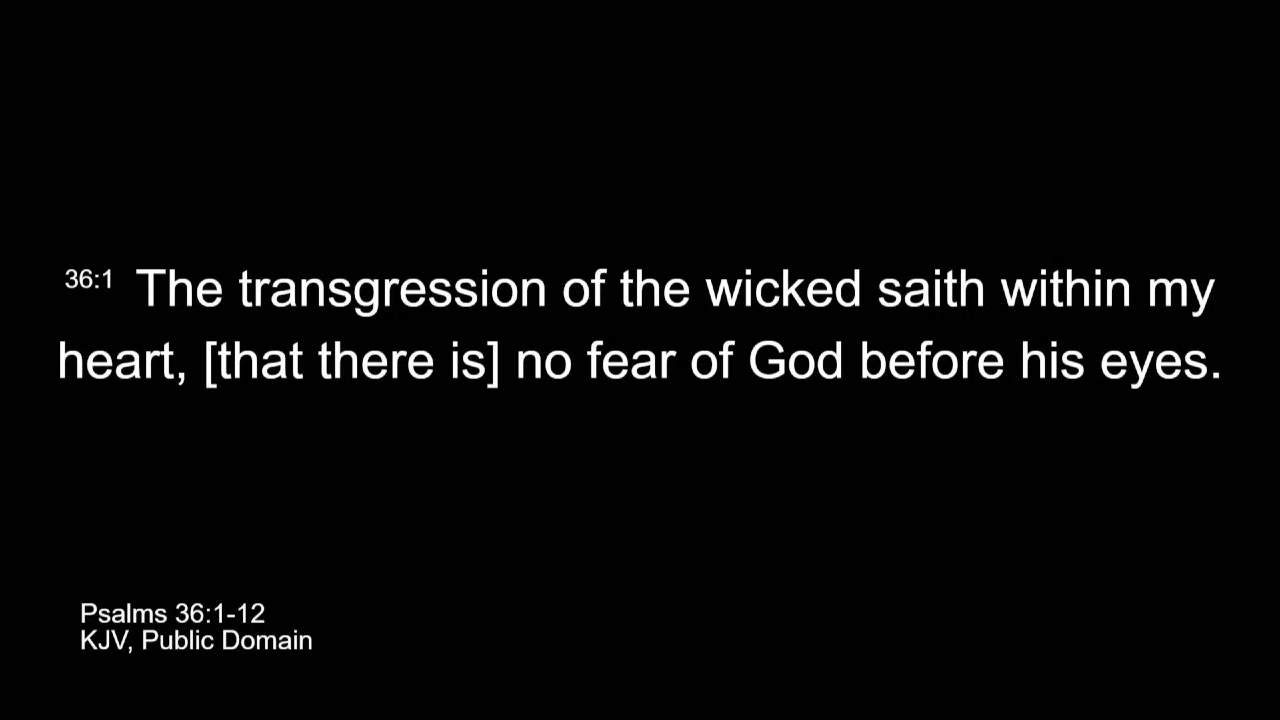 36:1 The transgression of the wicked saith within my
heart, [that there is] no fear of God before his eyes.
Psalms 36:1-12
KJV, Public Domain